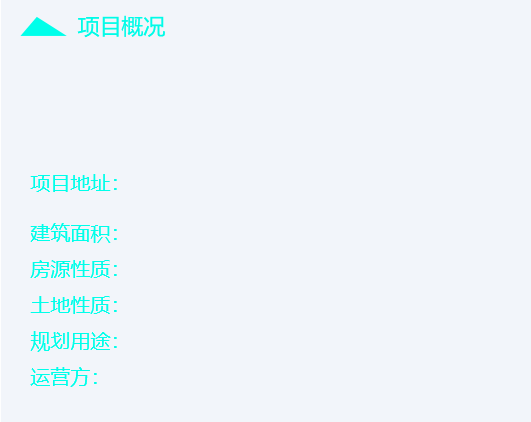 项目概况
项目地址：
建筑面积：
房源性质：
土地性质：
规划用途：
运营方：